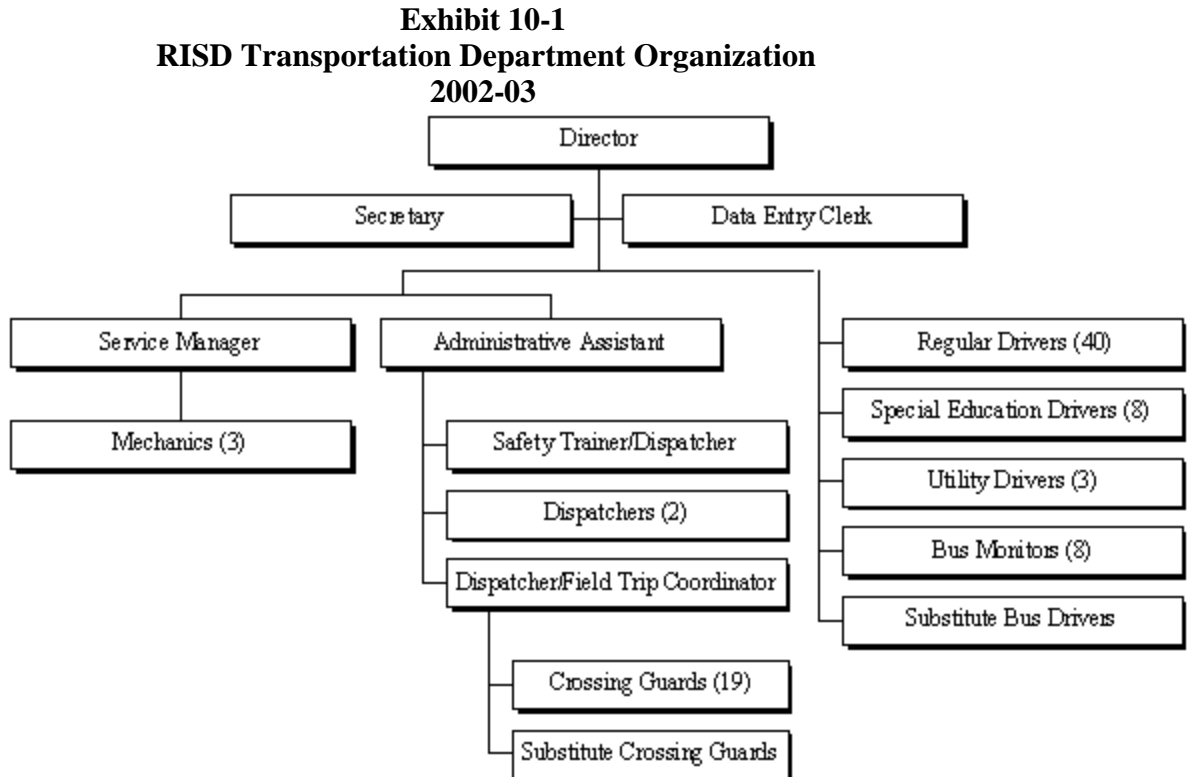 Exhibit 10-1
RISD Transportation Department Organization
2002-03
Director
Secretary
Data Entry Clerk
Service Manager
Administrative Assistant
Regular Drivers (40)
Mechanics (3)
Special Education Drivers (8)
Safety Trainer/Dispatcher
Utility Drivers (3)
Dispatchers (2)
Bus Monitors (8)
Dispatcher/Field Trip Coordinator
Substitute Bus Drivers
Crossing Guards (19)
Substitute Crossing Guards